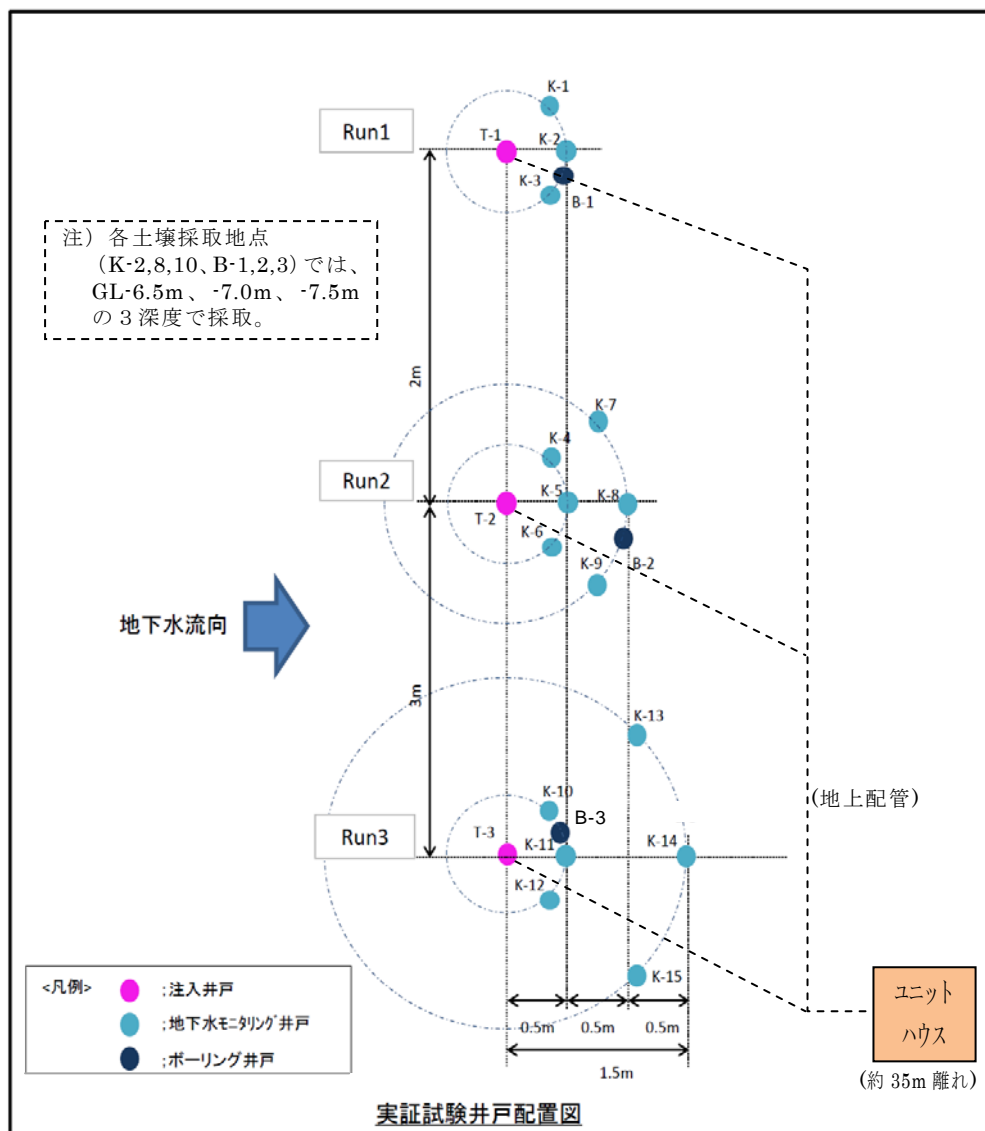 K-1
Run1
T-1
K-2
K-3
B-1
注）各土壌採取地点
（K-2,8,10、B-1,2,3）では、
GL-6.5m、-7.0m、-7.5m
の３深度で採取。
2m
K-7
K-4
Run2
K-5
K-8
T-2
K-6
K-9
B-2
地下水流向
3m
K-13
(地上配管)
K-10
B-3
Run3
T-3
K-11
K-14
K-12
K-15
<凡例>
;注入井戸
;地下水ﾓﾆﾀﾘﾝｸﾞ井戸
;ボーリング井戸
0.5m
0.5m
0.5m
1.5m
ユニット
ハウス
(約 35m 離れ)
実証試験井戸配置図